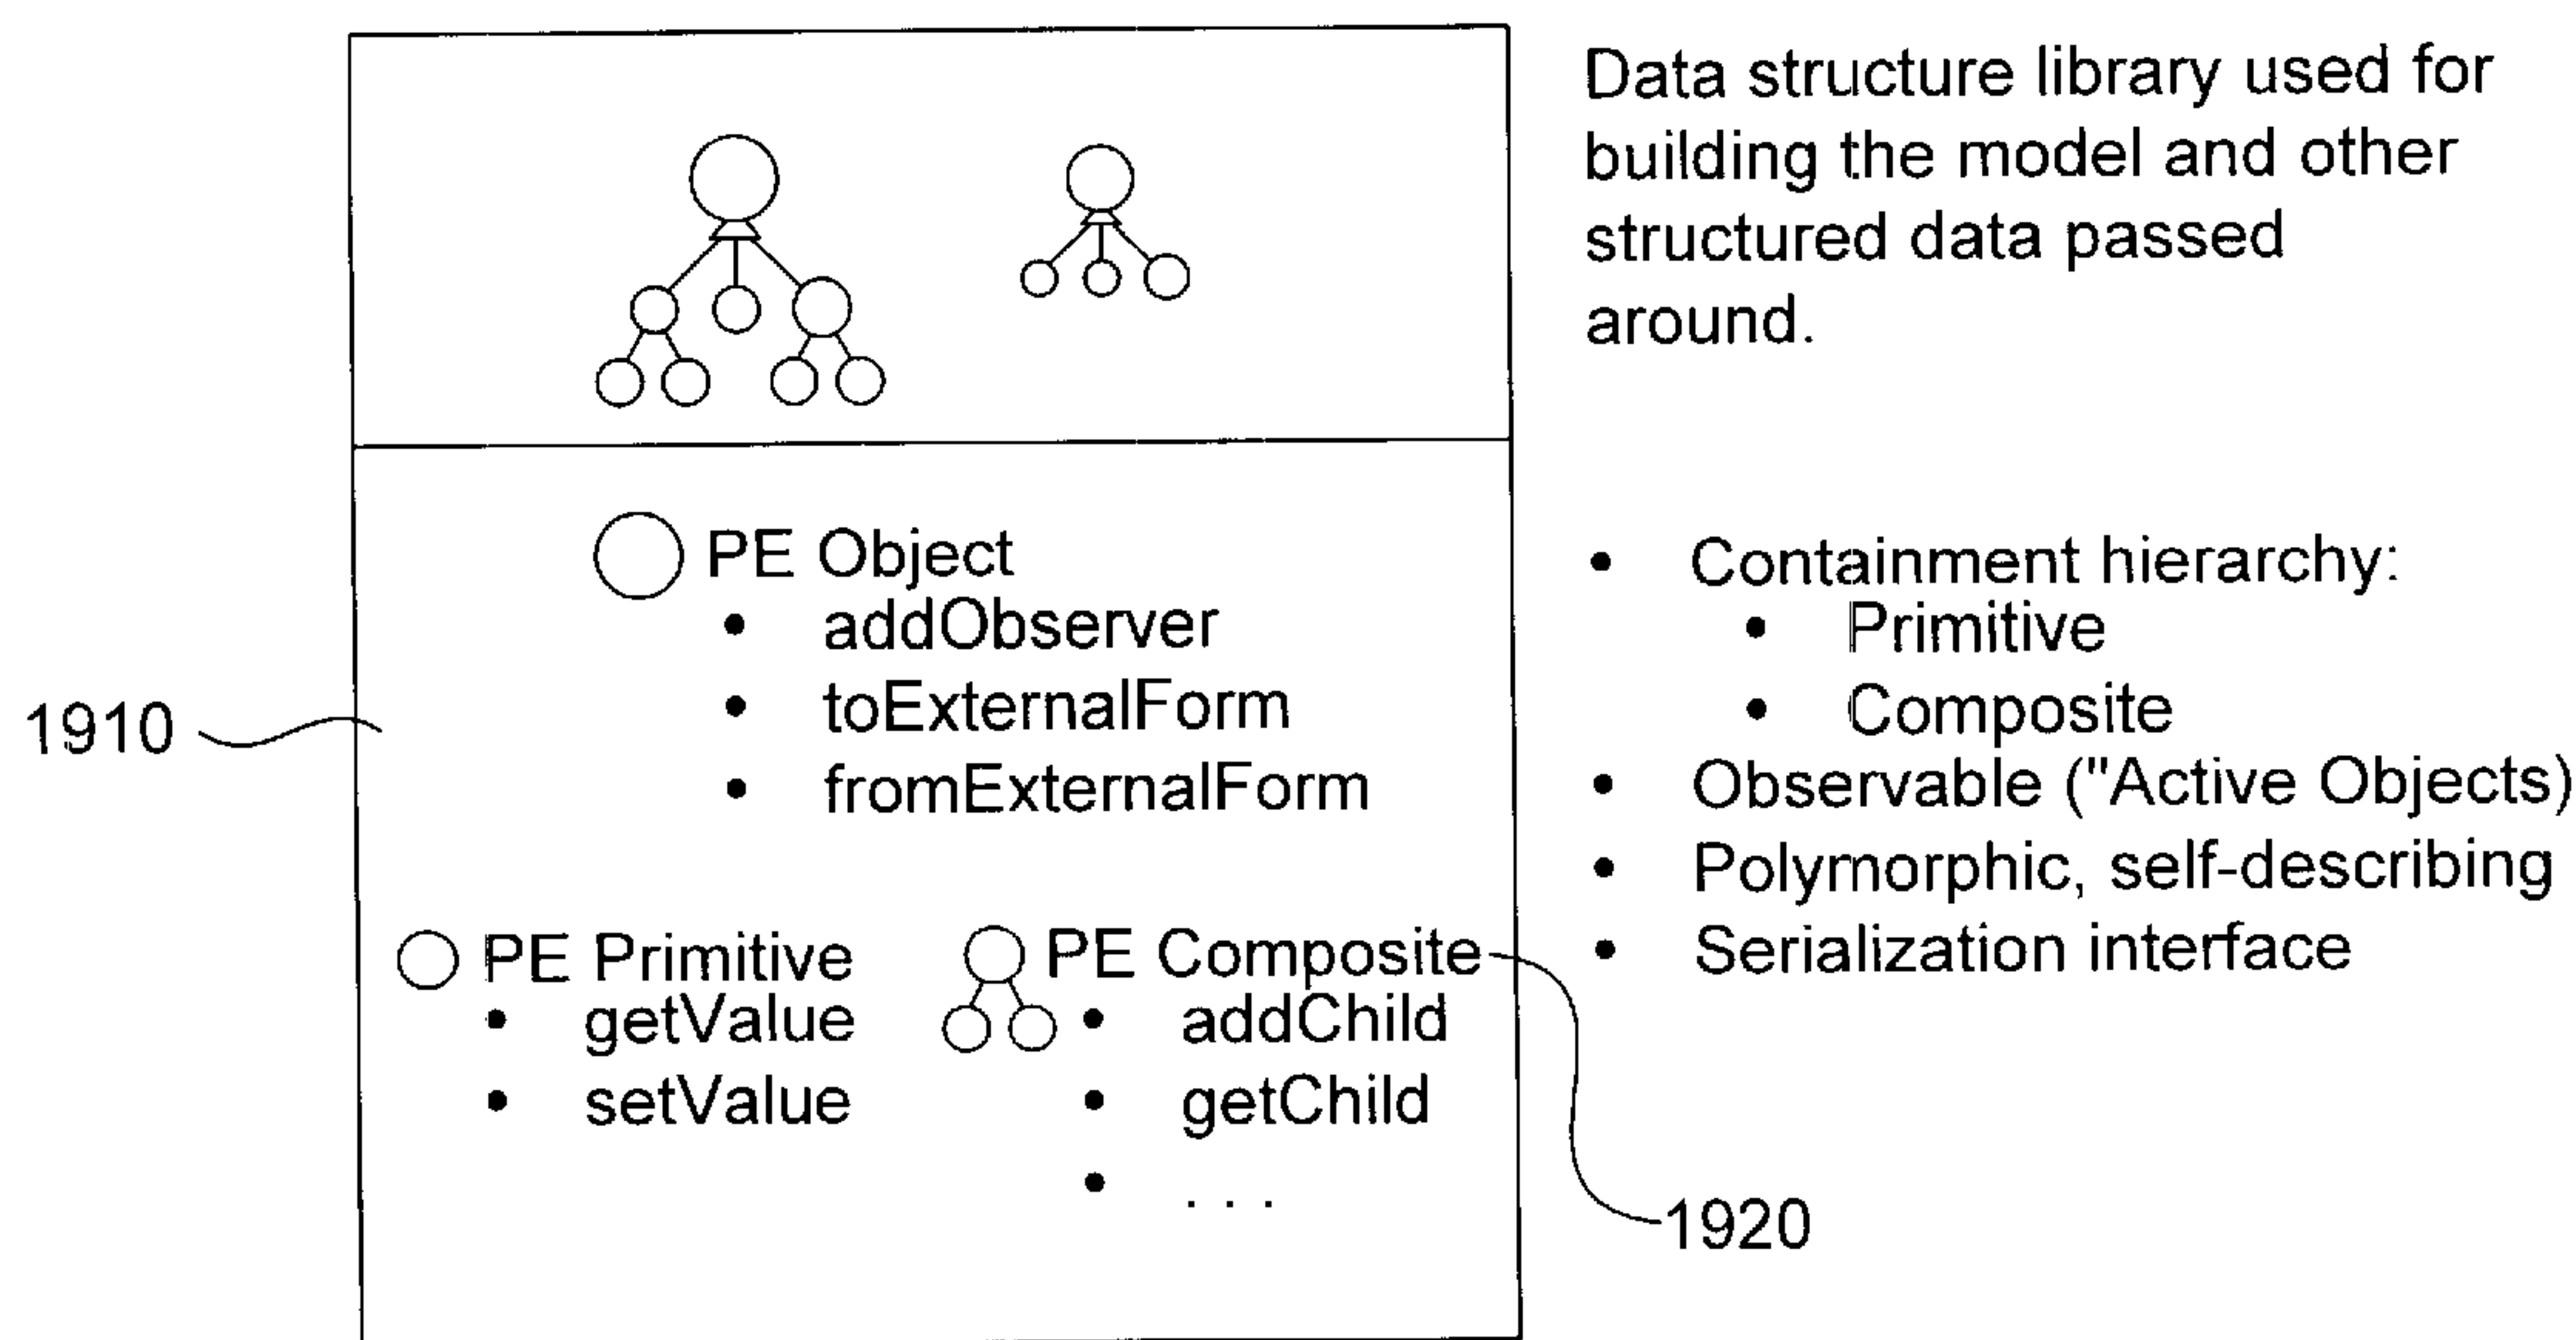 Data structure library used for
building the model and other
structured data passed
around.
PE Object
• addObserver
• toExternalForm
• fromExternalForm
1910
PE Primitive
• getValue
• setValue
PE Composite
• addChild
• getChild
• . . .
1920
• Containment hierarchy:
• Primitive
• Composite
• Observable ("Active Objects)
• Polymorphic, self-describing
• Serialization interface